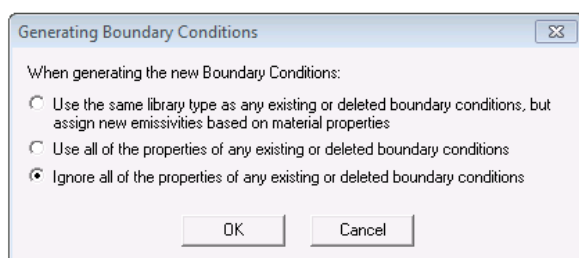 Generating Boundary Conditions
When generating the new Boundary Conditions:
Use the same library type as any existing or deleted boundary conditions, but
assign new emissivities based on material properties
Use all of the properties of any existing or deleted boundary conditions
Ignore all of the properties of any existing or deleted boundary conditions
OK Cancel